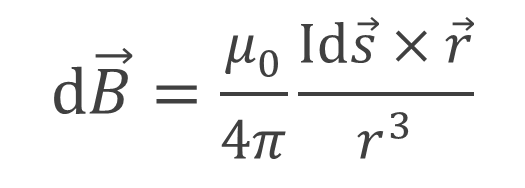 d𝐵⃗ = μ₀/4π Id𝑠⃗ × 𝑟⃗/𝑟³